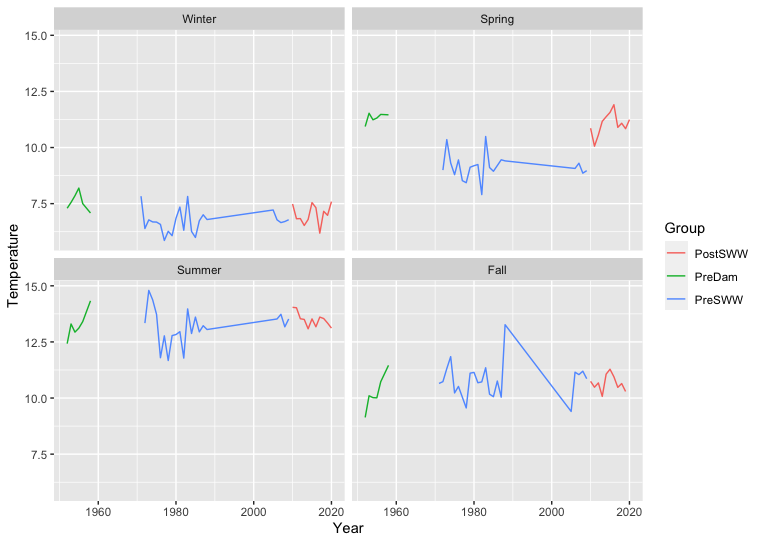 Winter
Spring
15.0
12.5
10.0
7.5
Summer
Fall
15.0
12.5
10.0
7.5
1960
1980
2000
2020
1960
1980
2000
2020
Year
Temperature
Group
PostSWW
PreDam
PreSWW